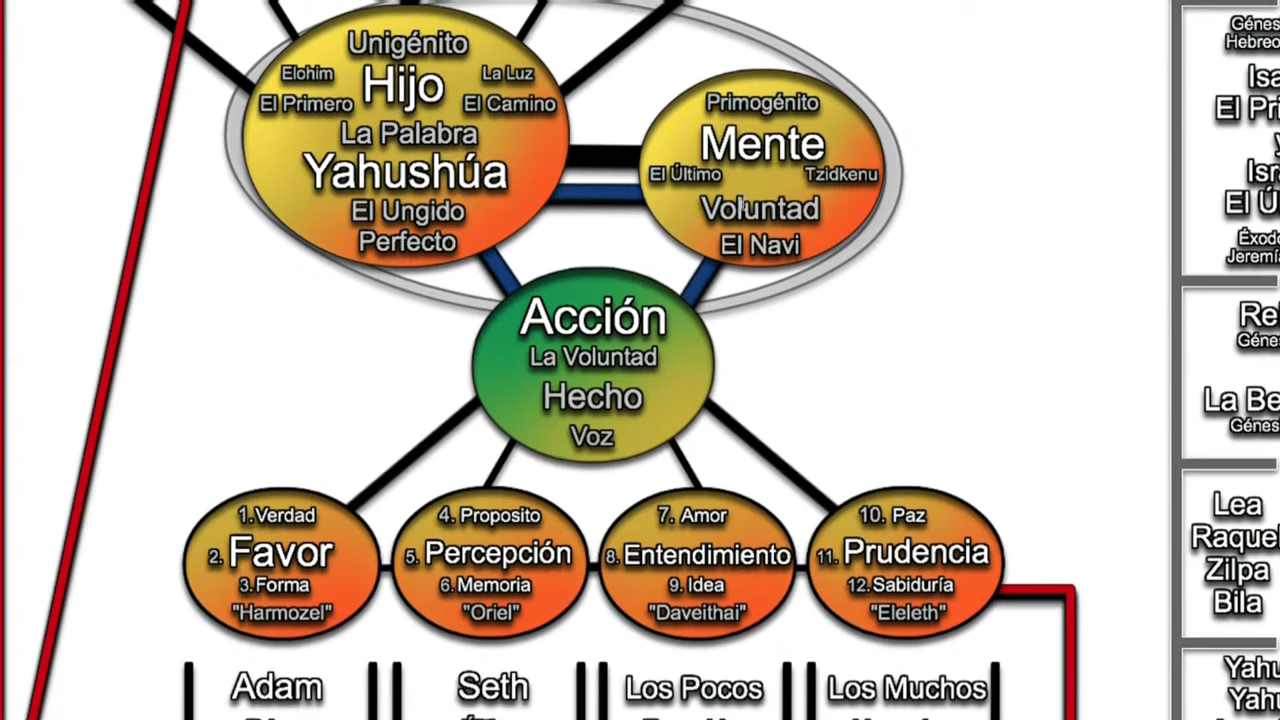 Unigénito
Elohim
La Luz
Hijo
El Primero
El Camino
La Palabra
Yahushúa
El Ungido
Perfecto
Primogénito
Mente
El Último
Tzidkenu
Voluntad
El Navi
Acción
La Voluntad
Hecho
Voz
1.Verdad
2. Favor
3.Forma
"Harmozel"
4. Proposito
5. Percepción
6. Memoria
"Oriel"
7. Amor
8. Entendimiento
9. Idea
"Daveithai"
10. Paz
11. Prudencia
12. Sabiduría
"Eleleth"
Adam
Seth
Los Pocos
Los Muchos
Lea
Zilpa
Bila